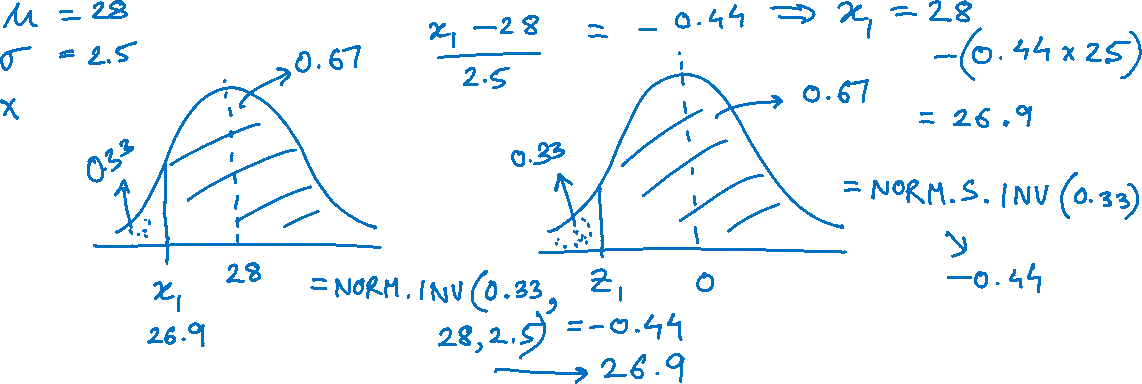 μ = 28
σ = 2.5
x
0.67
0.33
x₁
28
26.9
= NORM.INV(0.33,
28, 2.5)
→ 26.9
x₁ - 28 / 2.5 = - 0.44 ⇒ x₁ = 28
-(0.44 x 25)
= 26.9
0.67
0.33
z₁
0
= -0.44
= NORM.S.INV(0.33)
↘
-0.44